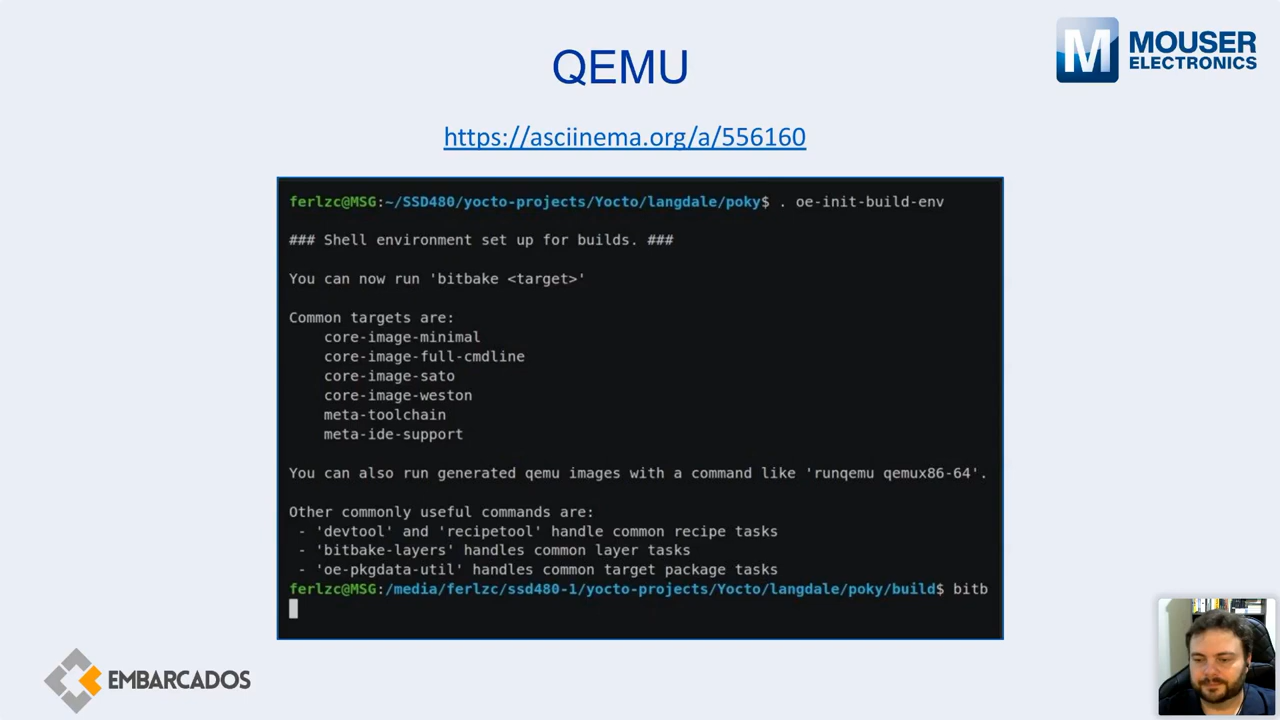 QEMU
M MOUSER
ELECTRONICS
https://asciinema.org/a/556160
ferlzc@MSG:~/SSD480/yocto-projects/Yocto/langdale/poky$ . oe-init-build-env
### Shell environment set up for builds. ###
You can now run 'bitbake <target>'
Common targets are:
core-image-minimal
core-image-full-cmdline
core-image-sato
core-image-weston
meta-toolchain
meta-ide-support
You can also run generated qemu images with a command like 'runqemu qemux86-64'.
Other commonly useful commands are:
- 'devtool' and 'recipetool' handle common recipe tasks
- 'bitbake-layers' handles common layer tasks
- 'oe-pkgdata-util' handles common target package tasks
ferlzc@MSG:/media/ferlzc/ssd480-1/yocto-projects/Yocto/langdale/poky/build$ bitb
EMBARCADOS